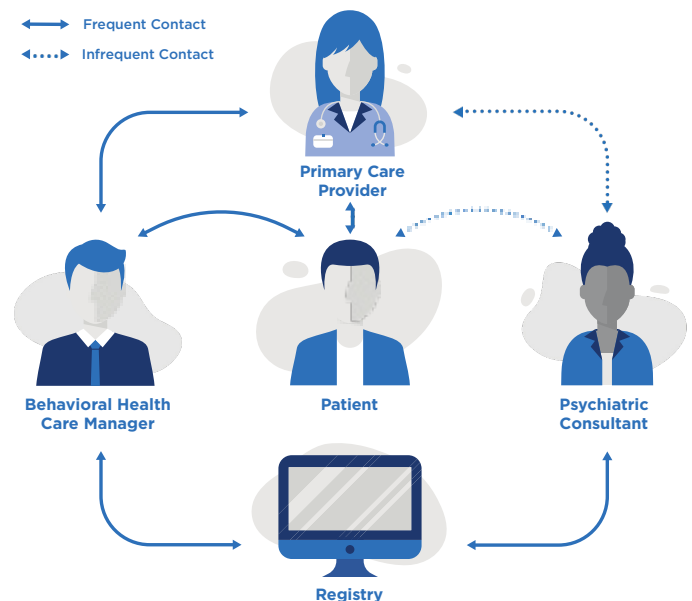 Frequent Contact
Infrequent Contact
Primary Care
Provider
Behavioral Health
Care Manager
Patient
Psychiatric
Consultant
Registry